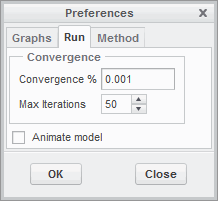 Preferences
Graphs Run Method
Convergence
Convergence % 0.001
Max Iterations 50
Animate model
OK Close